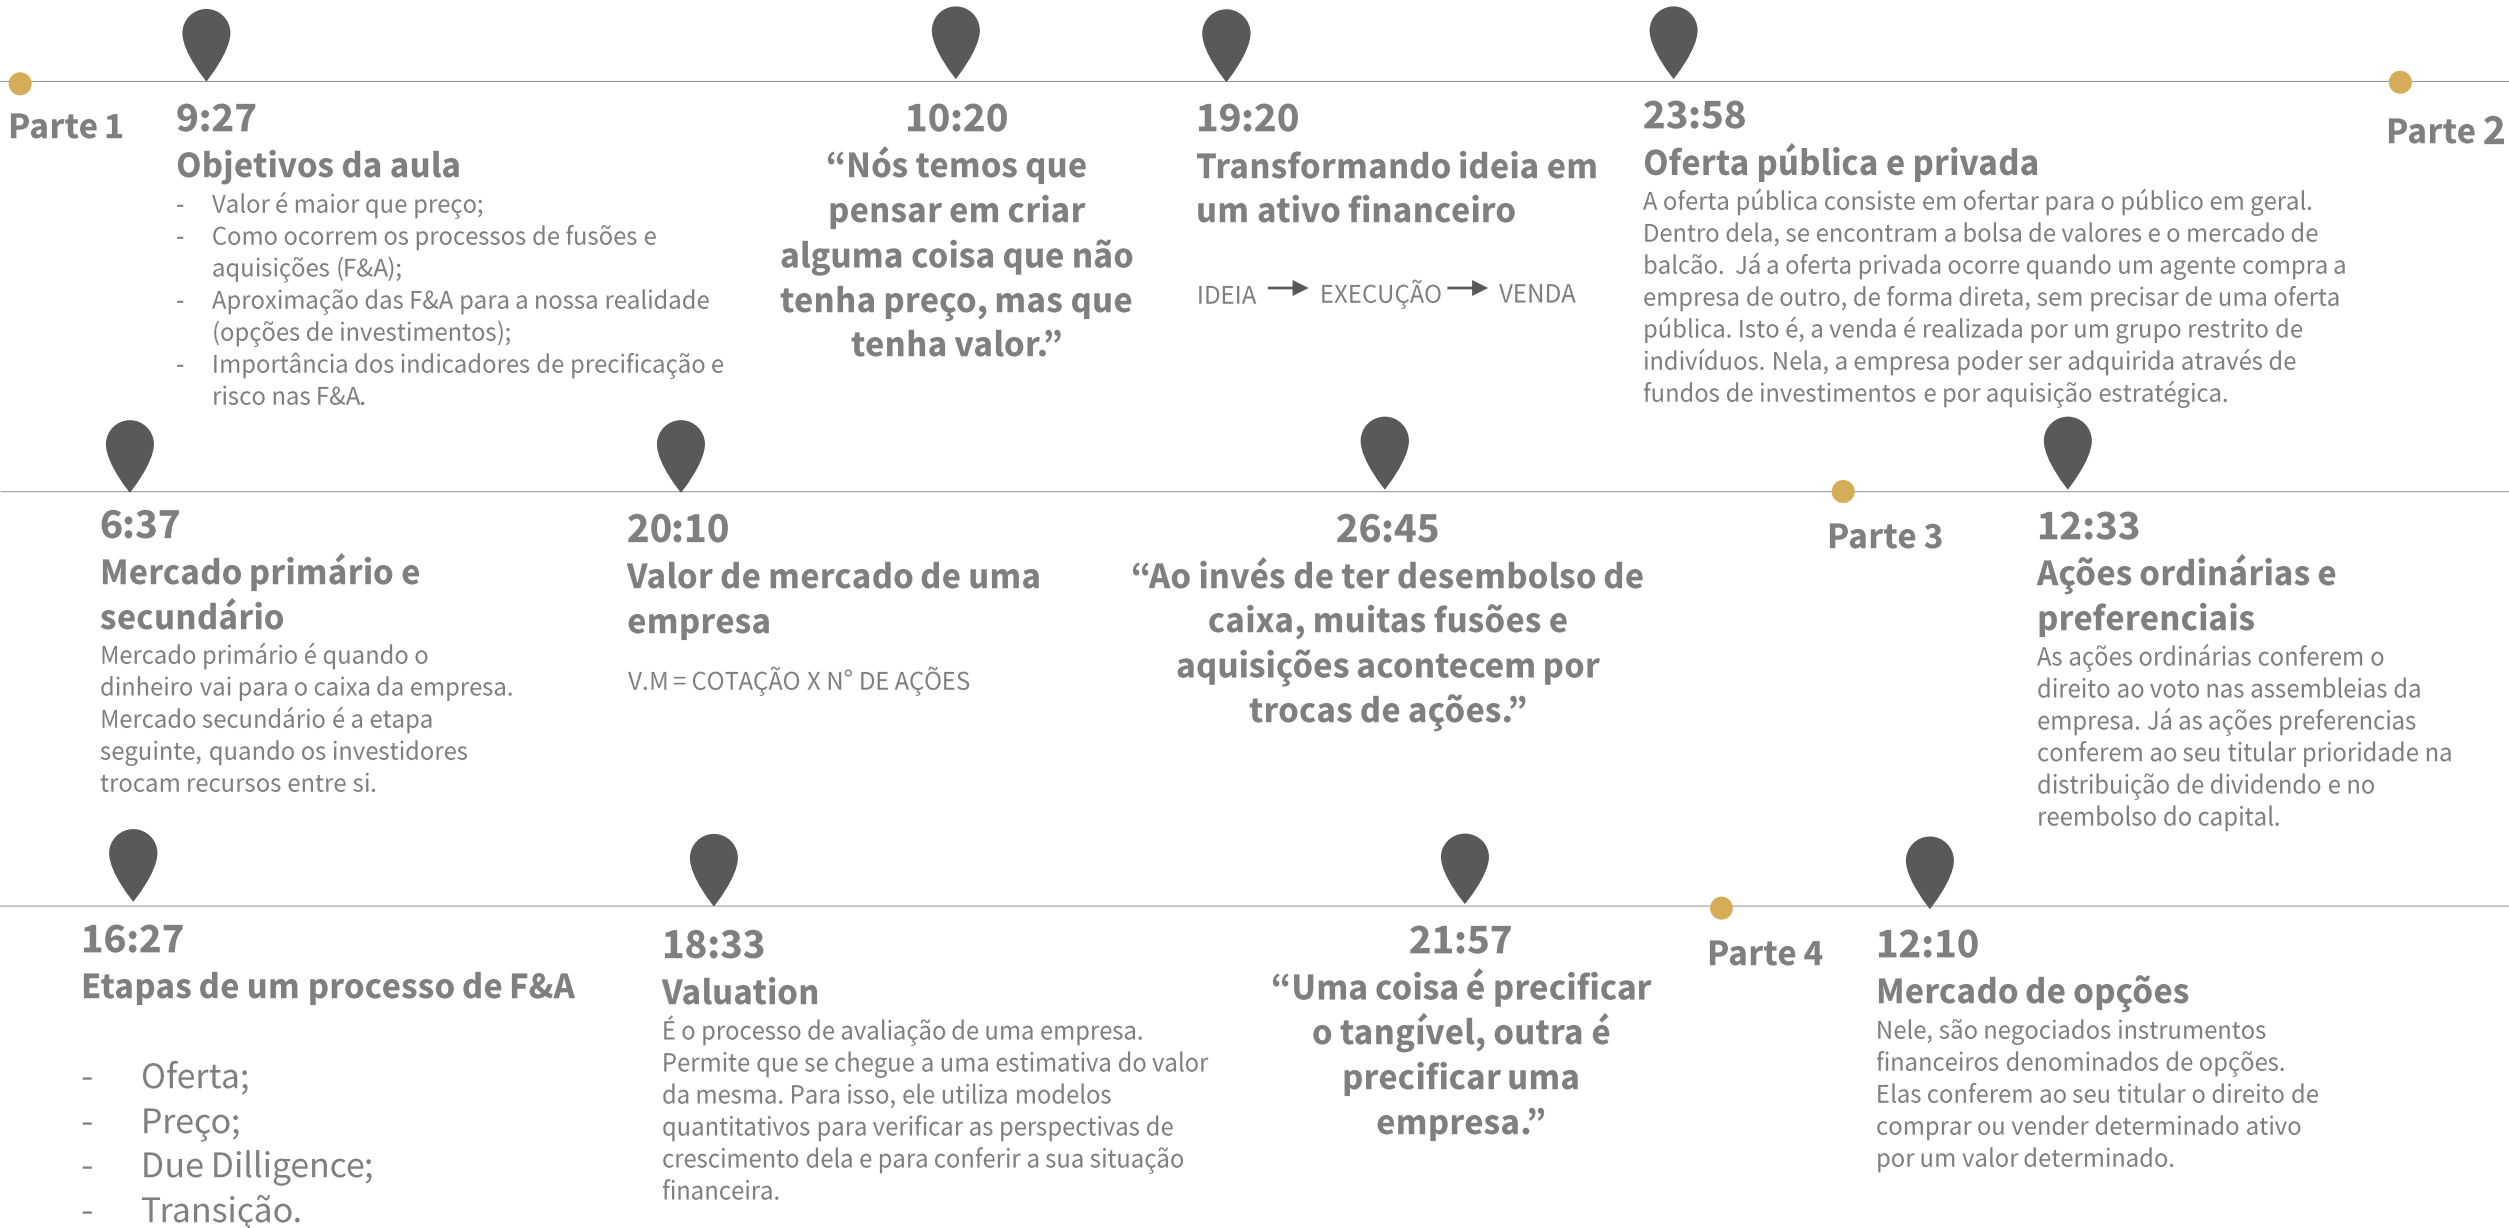 Parte 1
9:27
Objetivos da aula
- Valor é maior que preço;
- Como ocorrem os processos de fusões e
aquisições (F&A);
- Aproximação das F&A para a nossa realidade
(opções de investimentos);
- Importância dos indicadores de precificação e
risco nas F&A.
10:20
“Nós temos que
pensar em criar
alguma coisa que não
tenha preço, mas que
tenha valor.”
19:20
Transformando ideia em
um ativo financeiro
IDEIA EXECUÇÃO VENDA
23:58
Oferta pública e privada
A oferta pública consiste em ofertar para o público em geral.
Dentro dela, se encontram a bolsa de valores e o mercado de
balcão. Já a oferta privada ocorre quando um agente compra a
empresa de outro, de forma direta, sem precisar de uma oferta
pública. Isto é, a venda é realizada por um grupo restrito de
indivíduos. Nela, a empresa poder ser adquirida através de
fundos de investimentos e por aquisição estratégica.
Parte 2
6:37
Mercado primário e
secundário
Mercado primário é quando o
dinheiro vai para o caixa da empresa.
Mercado secundário é a etapa
seguinte, quando os investidores
trocam recursos entre si.
20:10
Valor de mercado de uma
empresa
V.M = COTAÇÃO X N° DE AÇÕES
26:45
“Ao invés de ter desembolso de
caixa, muitas fusões e
aquisições acontecem por
trocas de ações.”
Parte 3
12:33
Ações ordinárias e
preferenciais
As ações ordinárias conferem o
direito ao voto nas assembleias da
empresa. Já as ações preferencias
conferem ao seu titular prioridade na
distribuição de dividendo e no
reembolso do capital.
16:27
Etapas de um processo de F&A
- Oferta;
- Preço;
- Due Dilligence;
- Transição.
18:33
Valuation
É o processo de avaliação de uma empresa.
Permite que se chegue a uma estimativa do valor
da mesma. Para isso, ele utiliza modelos
quantitativos para verificar as perspectivas de
crescimento dela e para conferir a sua situação
financeira.
21:57
“Uma coisa é precificar
o tangível, outra é
precificar uma
empresa.”
Parte 4
12:10
Mercado de opções
Nele, são negociados instrumentos
financeiros denominados de opções.
Elas conferem ao seu titular o direito de
comprar ou vender determinado ativo
por um valor determinado.